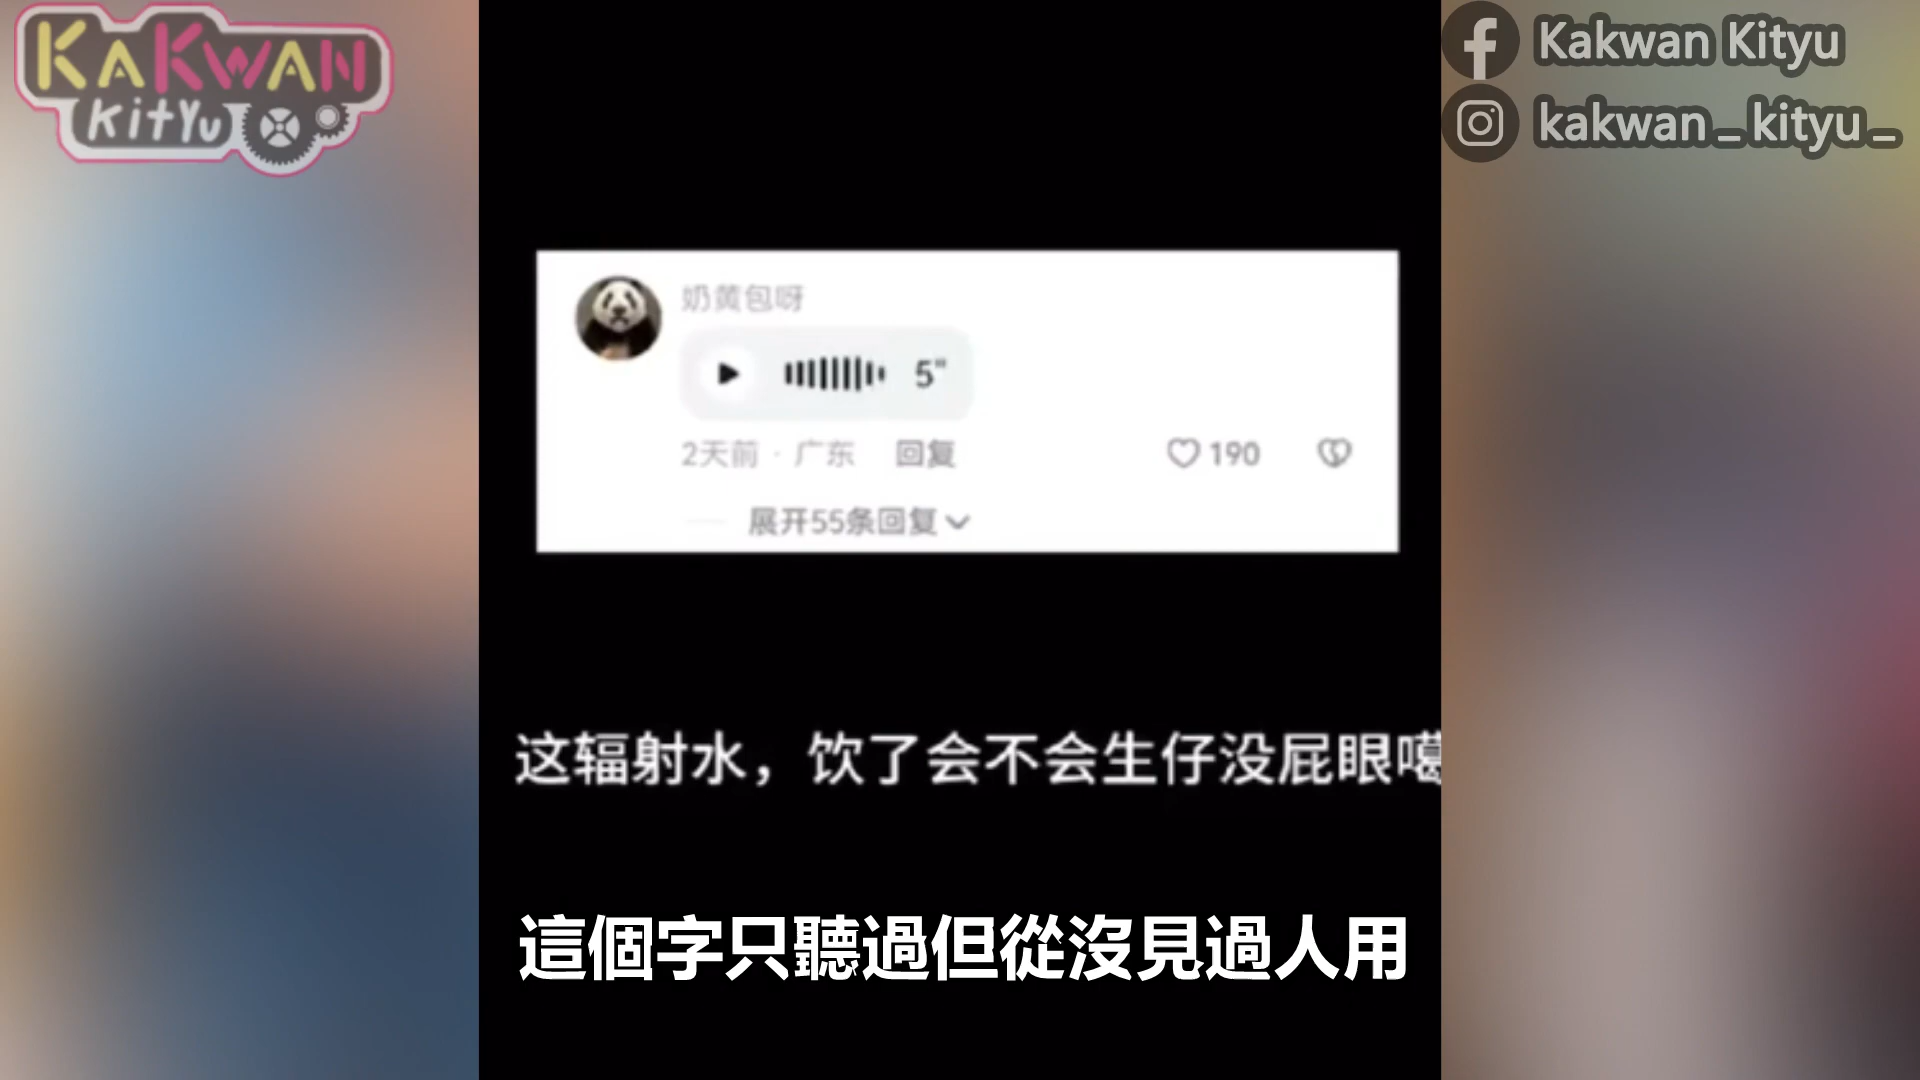 KAKWAN
KitYu
Kakwan Kityu
kakwan_kityu_
奶黄包呀
5"
2天前 · 广东 回复
190
展开55条回复
这辐射水，饮了会不会生仔没屁眼噶
這個字只聽過但從沒見過人用